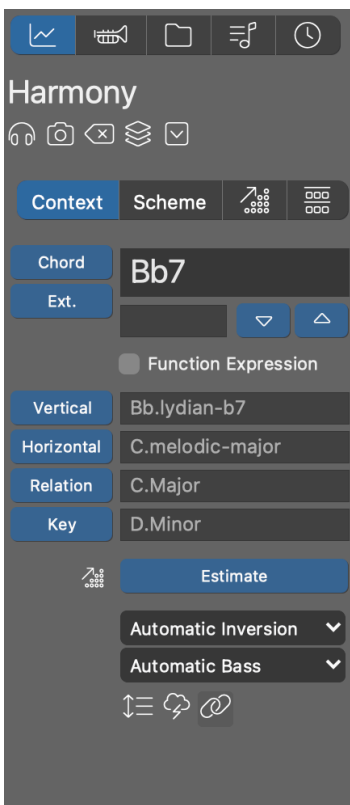 Harmony
Context Scheme
Chord Bb7
Ext.
Function Expression
Vertical Bb.lydian-b7
Horizontal C.melodic-major
Relation C.Major
Key D.Minor
Estimate
Automatic Inversion
Automatic Bass